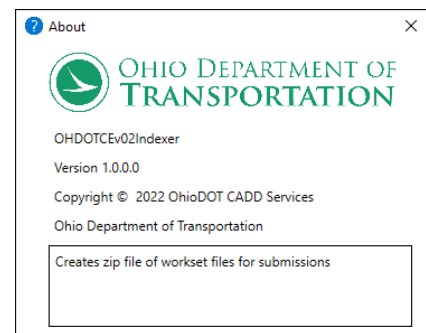 About
OHIO DEPARTMENT OF
TRANSPORTATION
OHDOTCEv02Indexer
Version 1.0.0.0
Copyright © 2022 OhioDOT CADD Services
Ohio Department of Transportation
Creates zip file of workset files for submissions